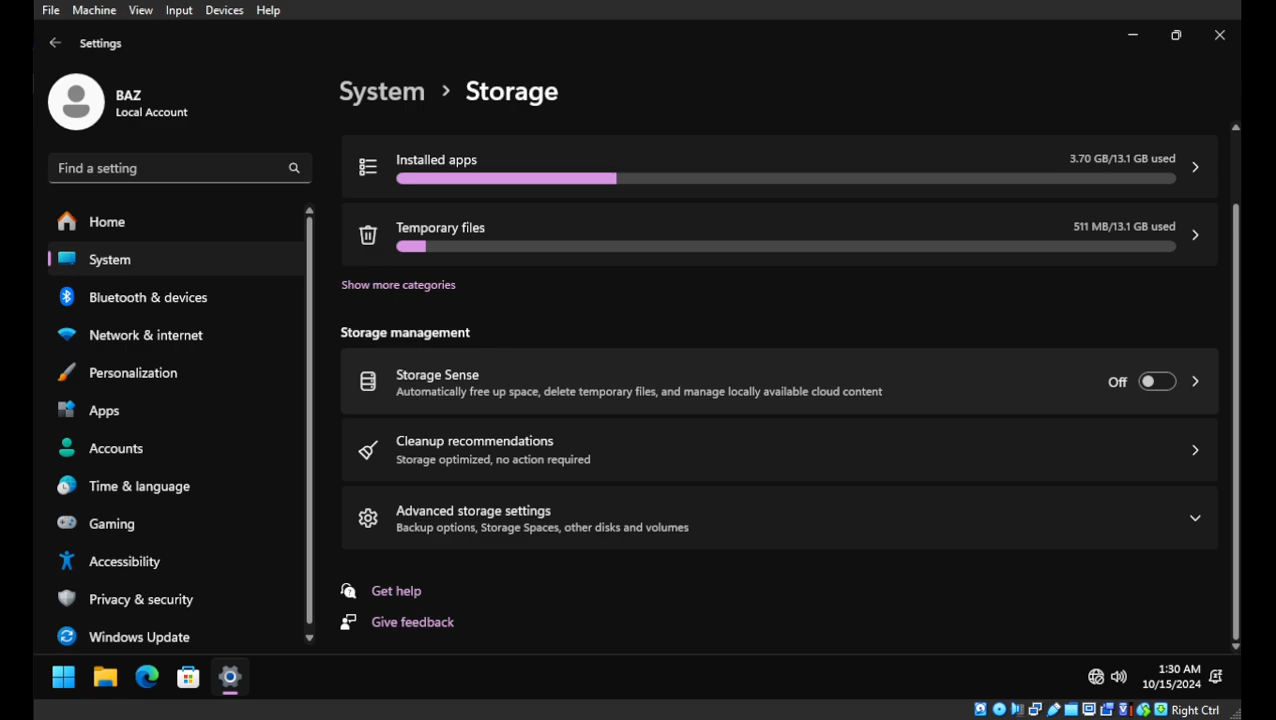 File Machine View Input Devices Help
Settings
BAZ
Local Account
Find a setting
Home
System
Bluetooth & devices
Network & internet
Personalization
Apps
Accounts
Time & language
Gaming
Accessibility
Privacy & security
Windows Update
System > Storage
Installed apps 3.70 GB/13.1 GB used
Temporary files 511 MB/13.1 GB used
Show more categories
Storage management
Storage Sense
Automatically free up space, delete temporary files, and manage locally available cloud content
Off
Cleanup recommendations
Storage optimized, no action required
Advanced storage settings
Backup options, Storage Spaces, other disks and volumes
Get help
Give feedback
1:30 AM
10/15/2024
Right Ctrl